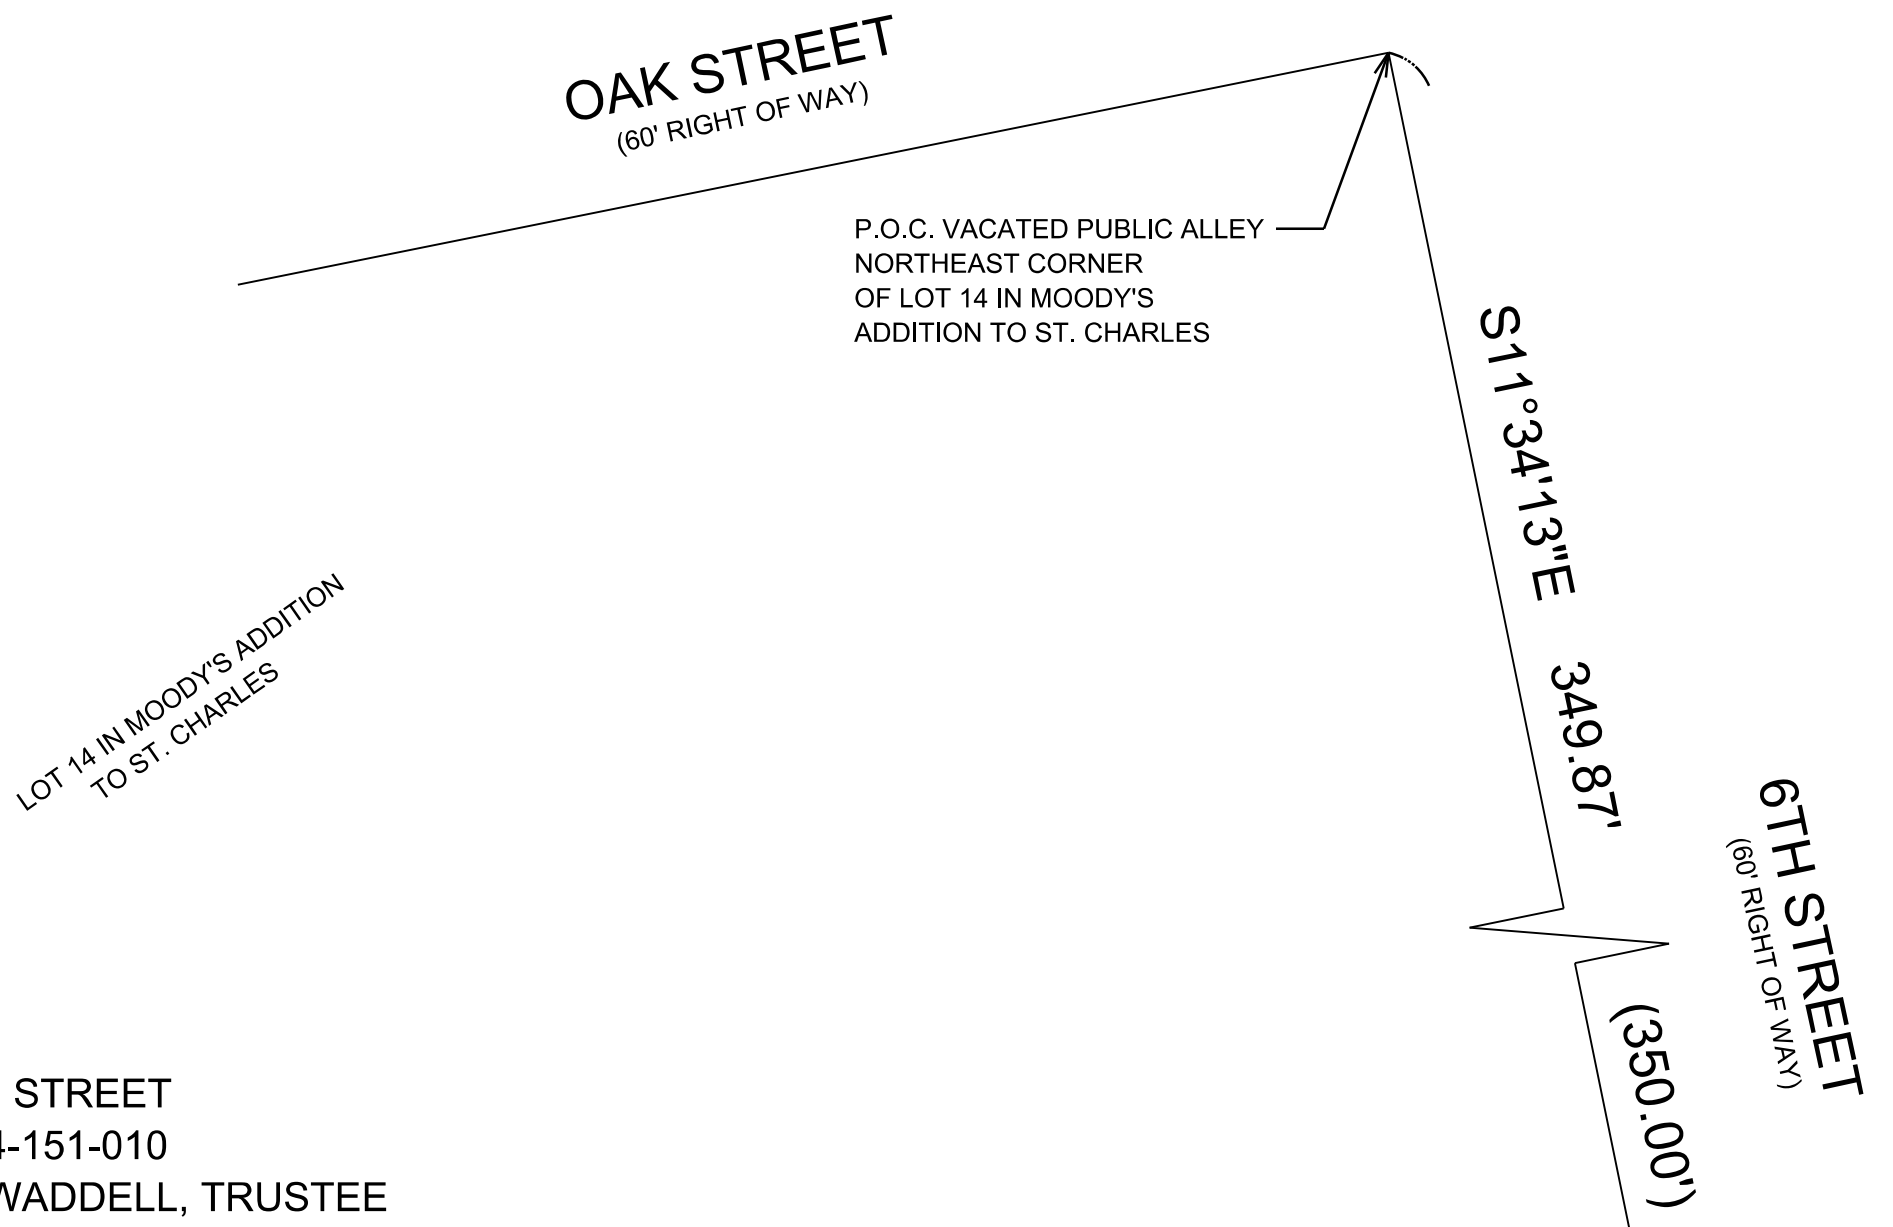 OAK STREET
(60' RIGHT OF WAY)
P.O.C. VACATED PUBLIC ALLEY
NORTHEAST CORNER
OF LOT 14 IN MOODY'S
ADDITION TO ST. CHARLES
S11°34'13"E 349.87'
(350.00')
6TH STREET
(60' RIGHT OF WAY)
LOT 14 IN MOODY'S ADDITION
TO ST. CHARLES
STREET
-151-010
WADDELL, TRUSTEE